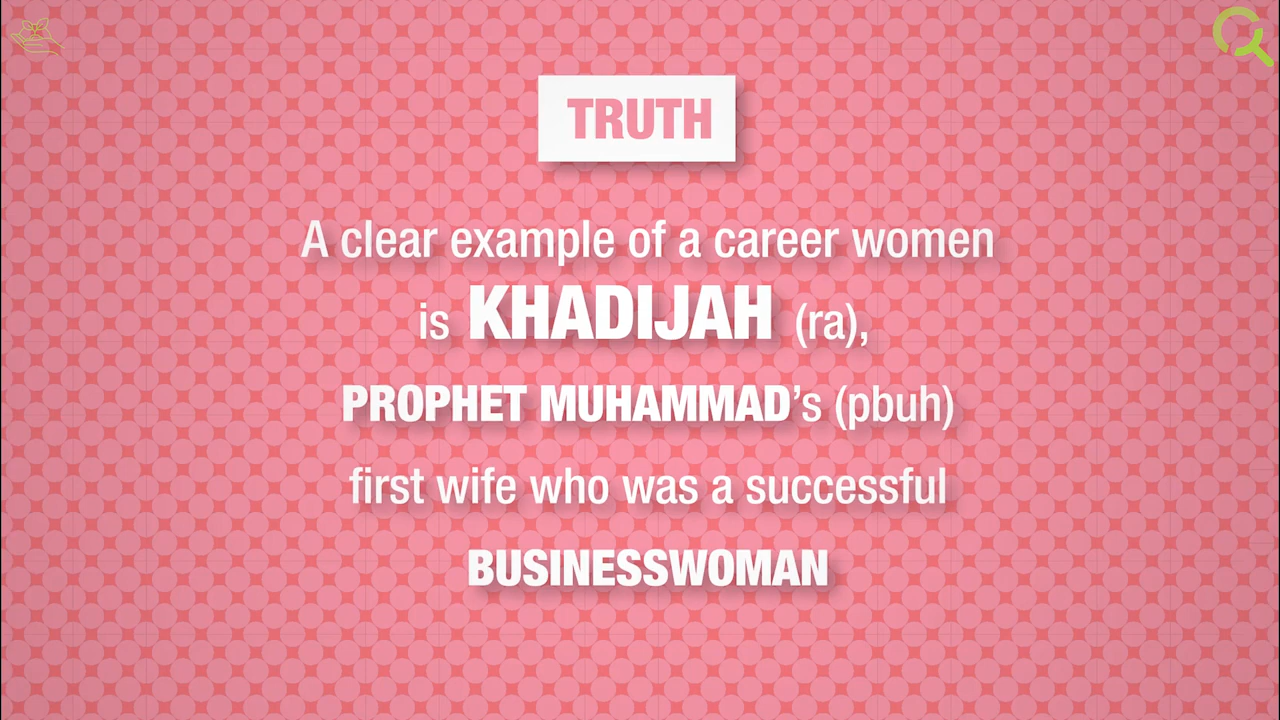 TRUTH
A clear example of a career women
is KHADIJAH (ra),
PROPHET MUHAMMAD’s (pbuh)
first wife who was a successful
BUSINESSWOMAN